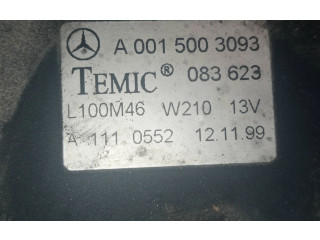 A 001 500 3093
TEMIC® 083 623
L100M46 W210 13V
A 111 0552 12.11.99